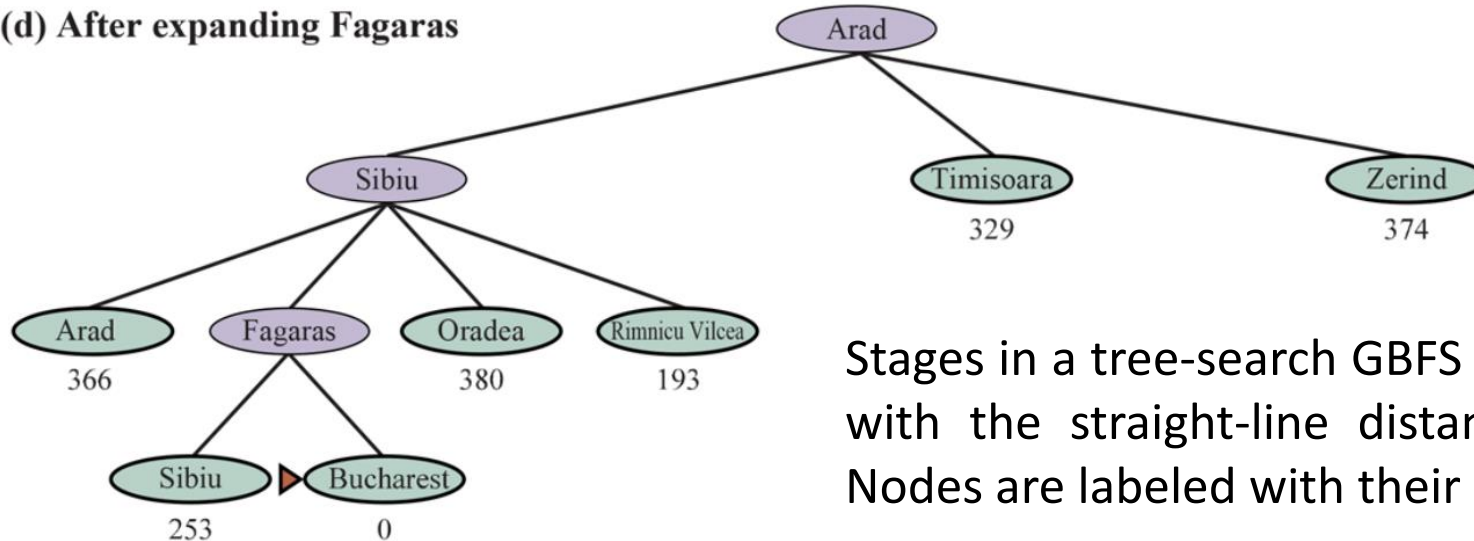 (d) After expanding Fagaras
Arad
Sibiu
Timisoara
Zerind
329
374
Arad
Fagaras
Oradea
Rimnicu Vilcea
366
380
193
Stages in a tree-search GBFS
with the straight-line
Nodes are labeled with their
Sibiu
Bucharest
253
0